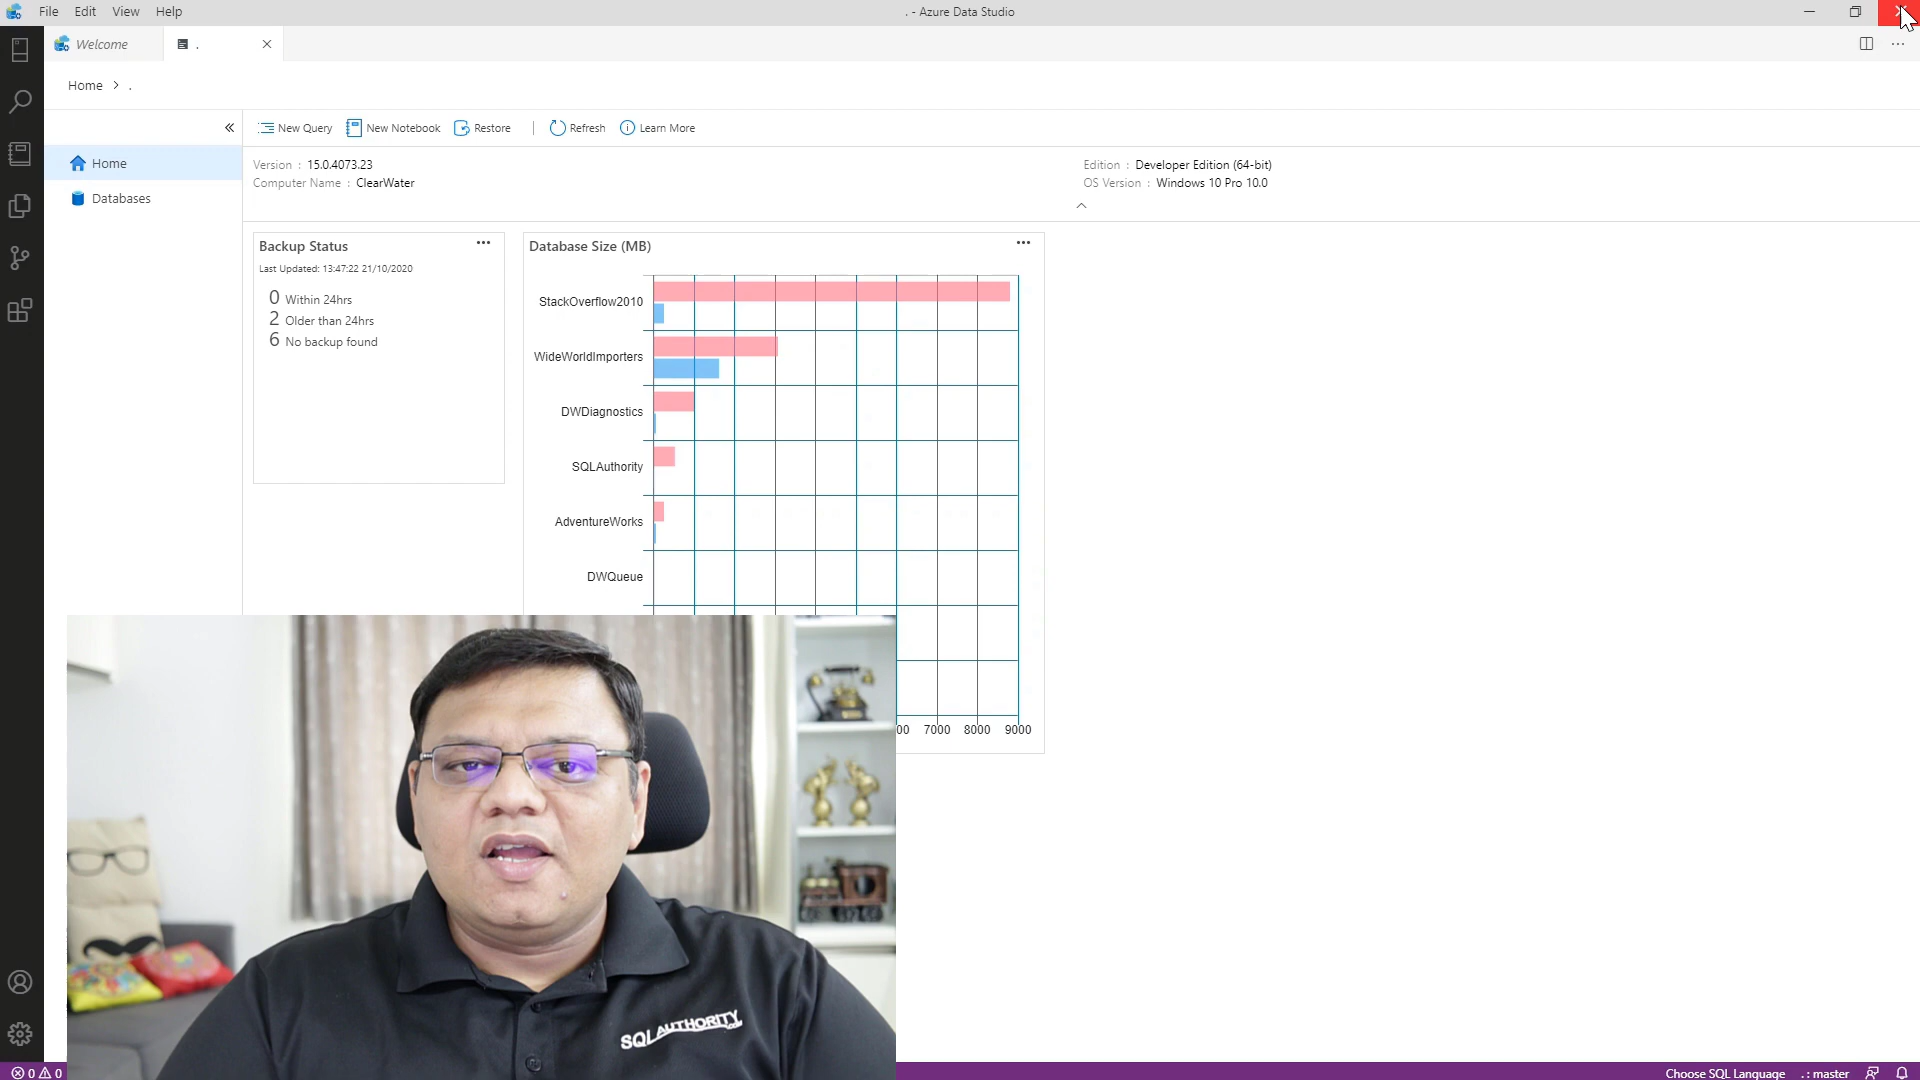 File Edit View Help
. - Azure Data Studio
Welcome
.
Home > .
New Query New Notebook Restore Refresh Learn More
Home
Databases
Version : 15.0.4073.23
Computer Name : ClearWater
Edition : Developer Edition (64-bit)
OS Version : Windows 10 Pro 10.0
Backup Status
Last Updated: 13:47:22 21/10/2020
0 Within 24hrs
2 Older than 24hrs
6 No backup found
Database Size (MB)
StackOverflow2010
WideWorldImporters
DWDiagnostics
SQLAuthority
AdventureWorks
DWQueue
00 7000 8000 9000
SQLAUTHORITY
0 0
Choose SQL Language . : master